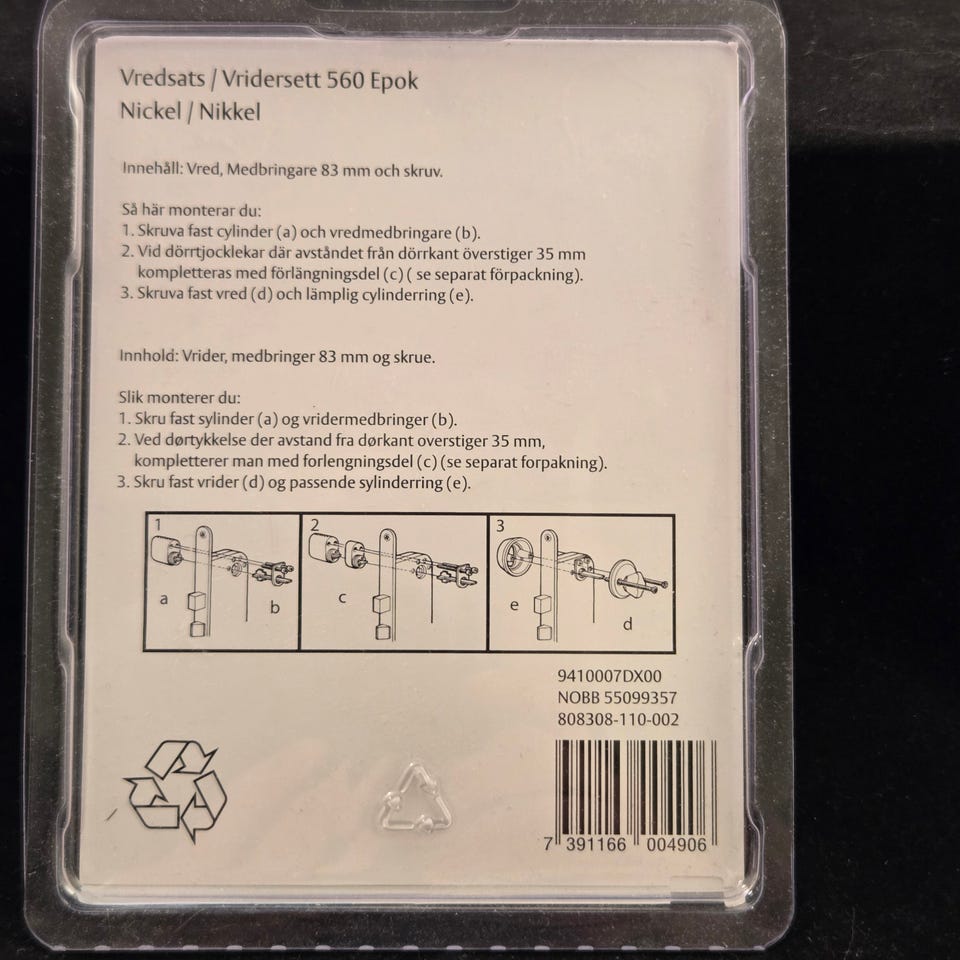 Vredsats / Vridersett 560 Epok
Nickel / Nikkel
Innehåll: Vred, Medbringare 83 mm och skruv.
Så här monterar du:
1. Skruva fast cylinder (a) och vredmedbringare (b).
2. Vid dörrtjocklekar där avståndet från dörrkant överstiger 35 mm
kompletteras med förlängningsdel (c) ( se separat förpackning).
3. Skruva fast vred (d) och lämplig cylinderring (e).
Innhold: Vrider, medbringer 83 mm og skrue.
Slik monterer du:
1. Skru fast sylinder (a) og vridermedbringer (b).
2. Ved dørtykkelse der avstand fra dørkant overstiger 35 mm,
kompletterer man med forlengningsdel (c) (se separat forpakning).
3. Skru fast vrider (d) og passende sylinderring (e).
1 2 3
a b c e d
9410007DX00
NOBB 55099357
808308-110-002
7 391166 004906